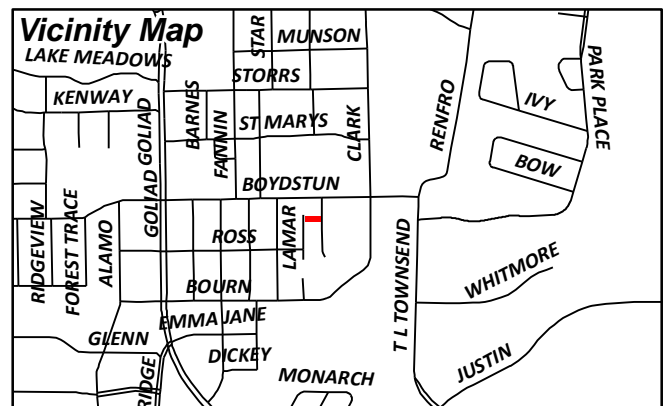 Vicinity Map
LAKE MEADOWS
STAR
MUNSON
STORRS
KENWAY
GOLIAD GOLIAD
BARNES
FANNIN
ST MARYS
CLARK
RENFRO
IVY
PARK PLACE
BOW
BOYDSTUN
RIDGEVIEW
FOREST TRACE
ALAMO
ROSS
LAMAR
T L TOWNSEND
WHITMORE
BOURN
EMMA JANE
GLENN
DICKEY
RIDGE
MONARCH
JUSTIN